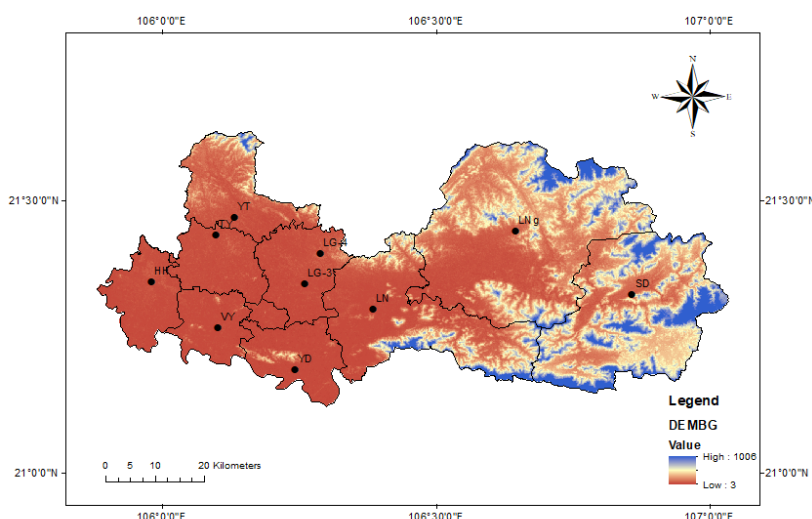 106°0'0"E 106°30'0"E 107°0'0"E
N
W E
S
21°30'0"N 21°30'0"N
YT
LN g
LG-4
HH
LG-3
SD
LN
VY
YD
Legend
DEMBG
Value
High : 1006
Low : 3
0 5 10 20 Kilometers
21°0'0"N 21°0'0"N
106°0'0"E 106°30'0"E 107°0'0"E